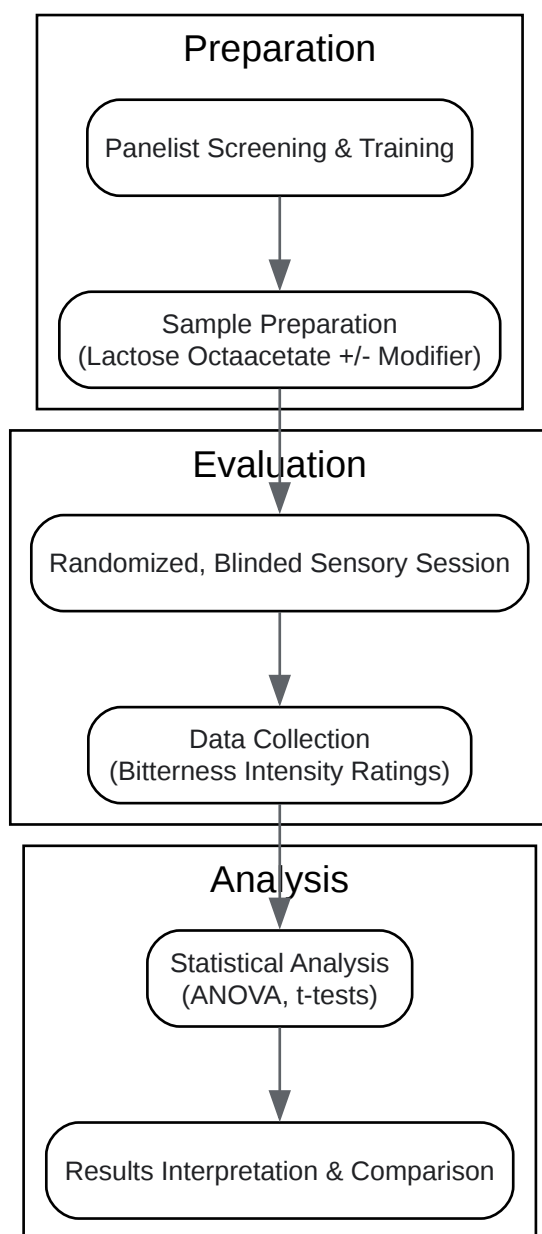 Preparation
Panelist Screening & Training
Sample Preparation
(Lactose Octaacetate +/- Modifier)
Evaluation
Randomized, Blinded Sensory Session
Data Collection
(Bitterness Intensity Ratings)
Analysis
Statistical Analysis
(ANOVA, t-tests)
Results Interpretation & Comparison